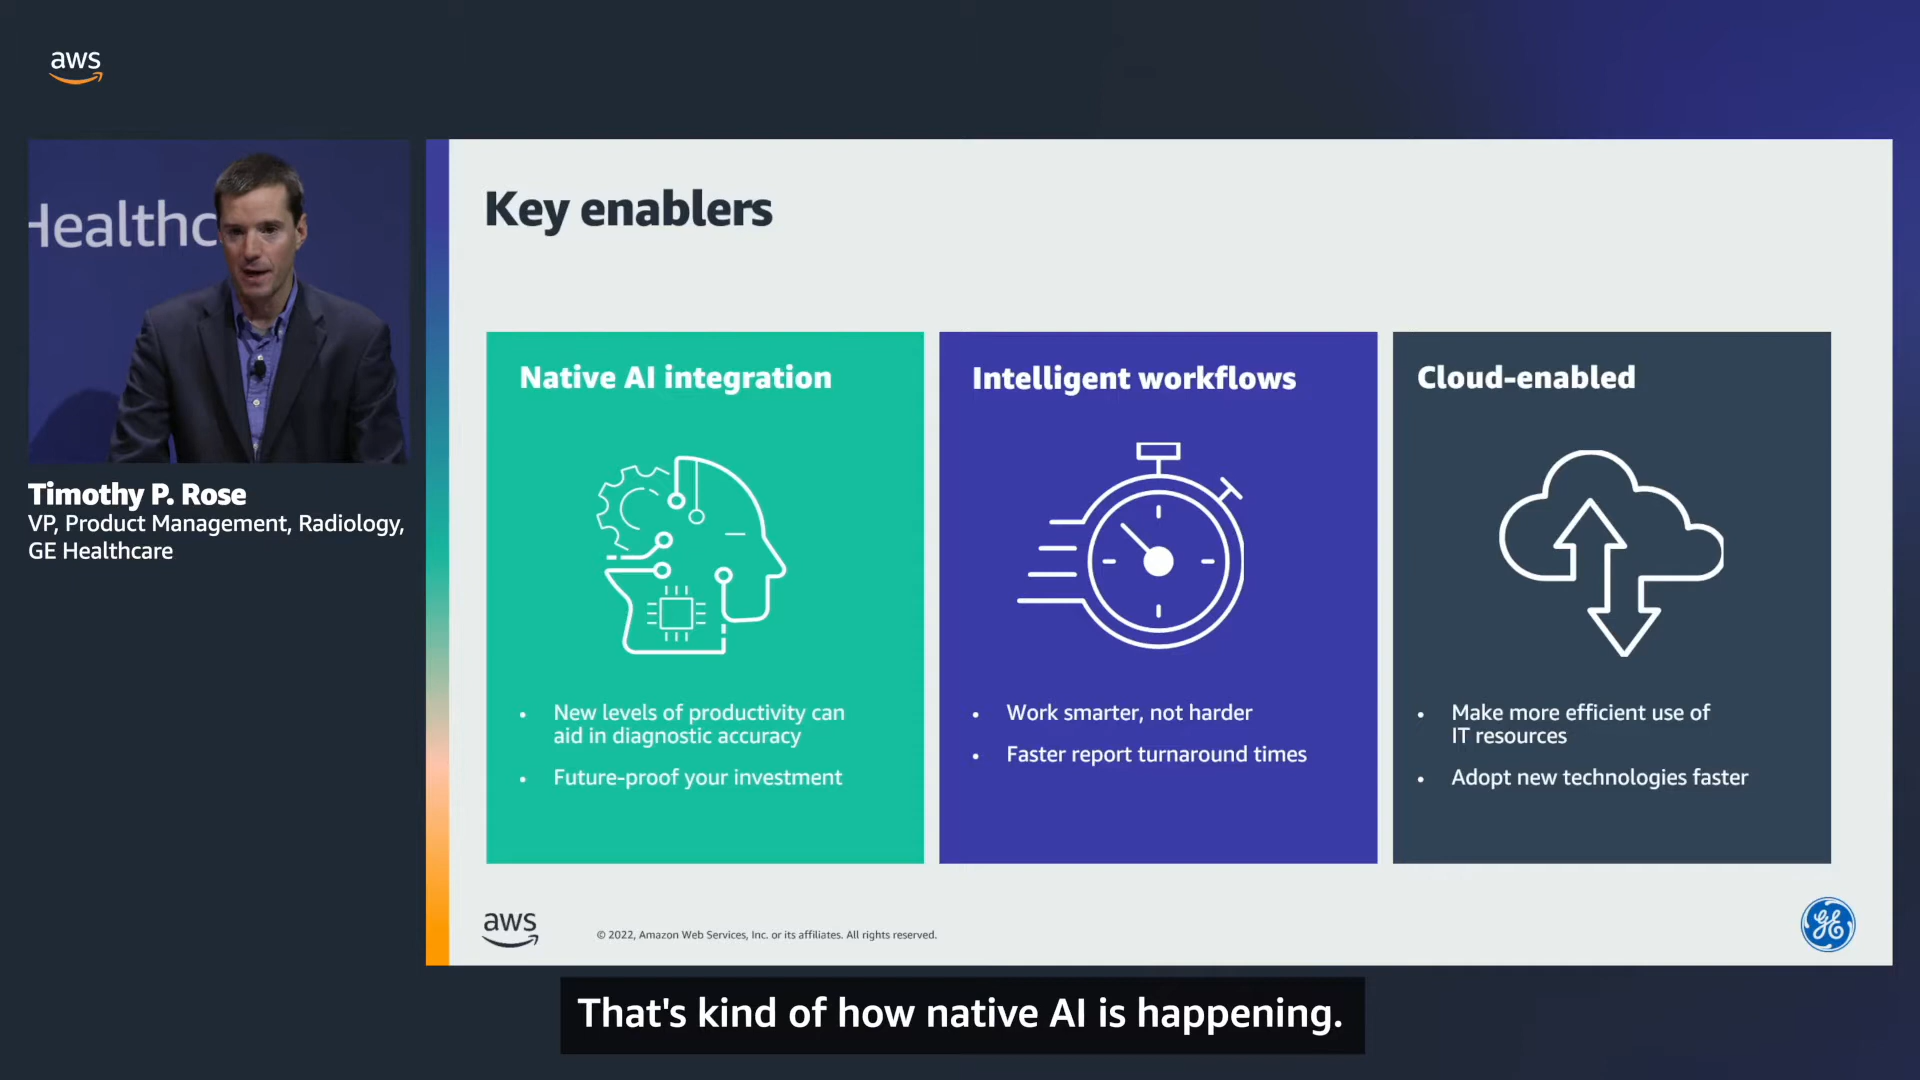 aws
Healthc
Timothy P. Rose
VP, Product Management, Radiology,
GE Healthcare
Key enablers
Native AI integration
• New levels of productivity can
aid in diagnostic accuracy
• Future-proof your investment
Intelligent workflows
• Work smarter, not harder
• Faster report turnaround times
Cloud-enabled
• Make more efficient use of
IT resources
• Adopt new technologies faster
aws
© 2022, Amazon Web Services, Inc. or its affiliates. All rights reserved.
GE
That's kind of how native AI is happening.